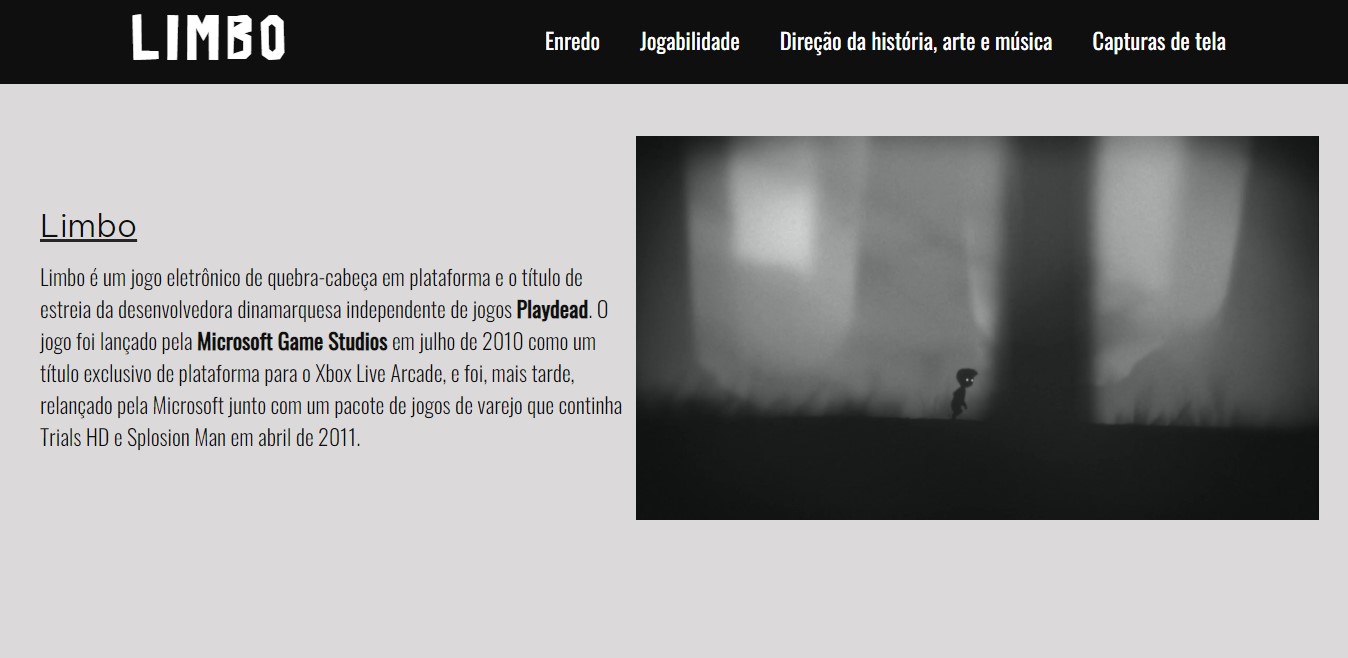 LIMBO
Enredo
Jogabilidade
Direção da história, arte e música
Capturas de tela
Limbo
Limbo é um jogo eletrônico de quebra-cabeça em plataforma e o título de
estreia da desenvolvedora dinamarquesa independente de jogos Playdead. O
jogo foi lançado pela Microsoft Game Studios em julho de 2010 como um
título exclusivo de plataforma para o Xbox Live Arcade, e foi, mais tarde,
relançado pela Microsoft junto com um pacote de jogos de varejo que continha
Trials HD e Splosion Man em abril de 2011.